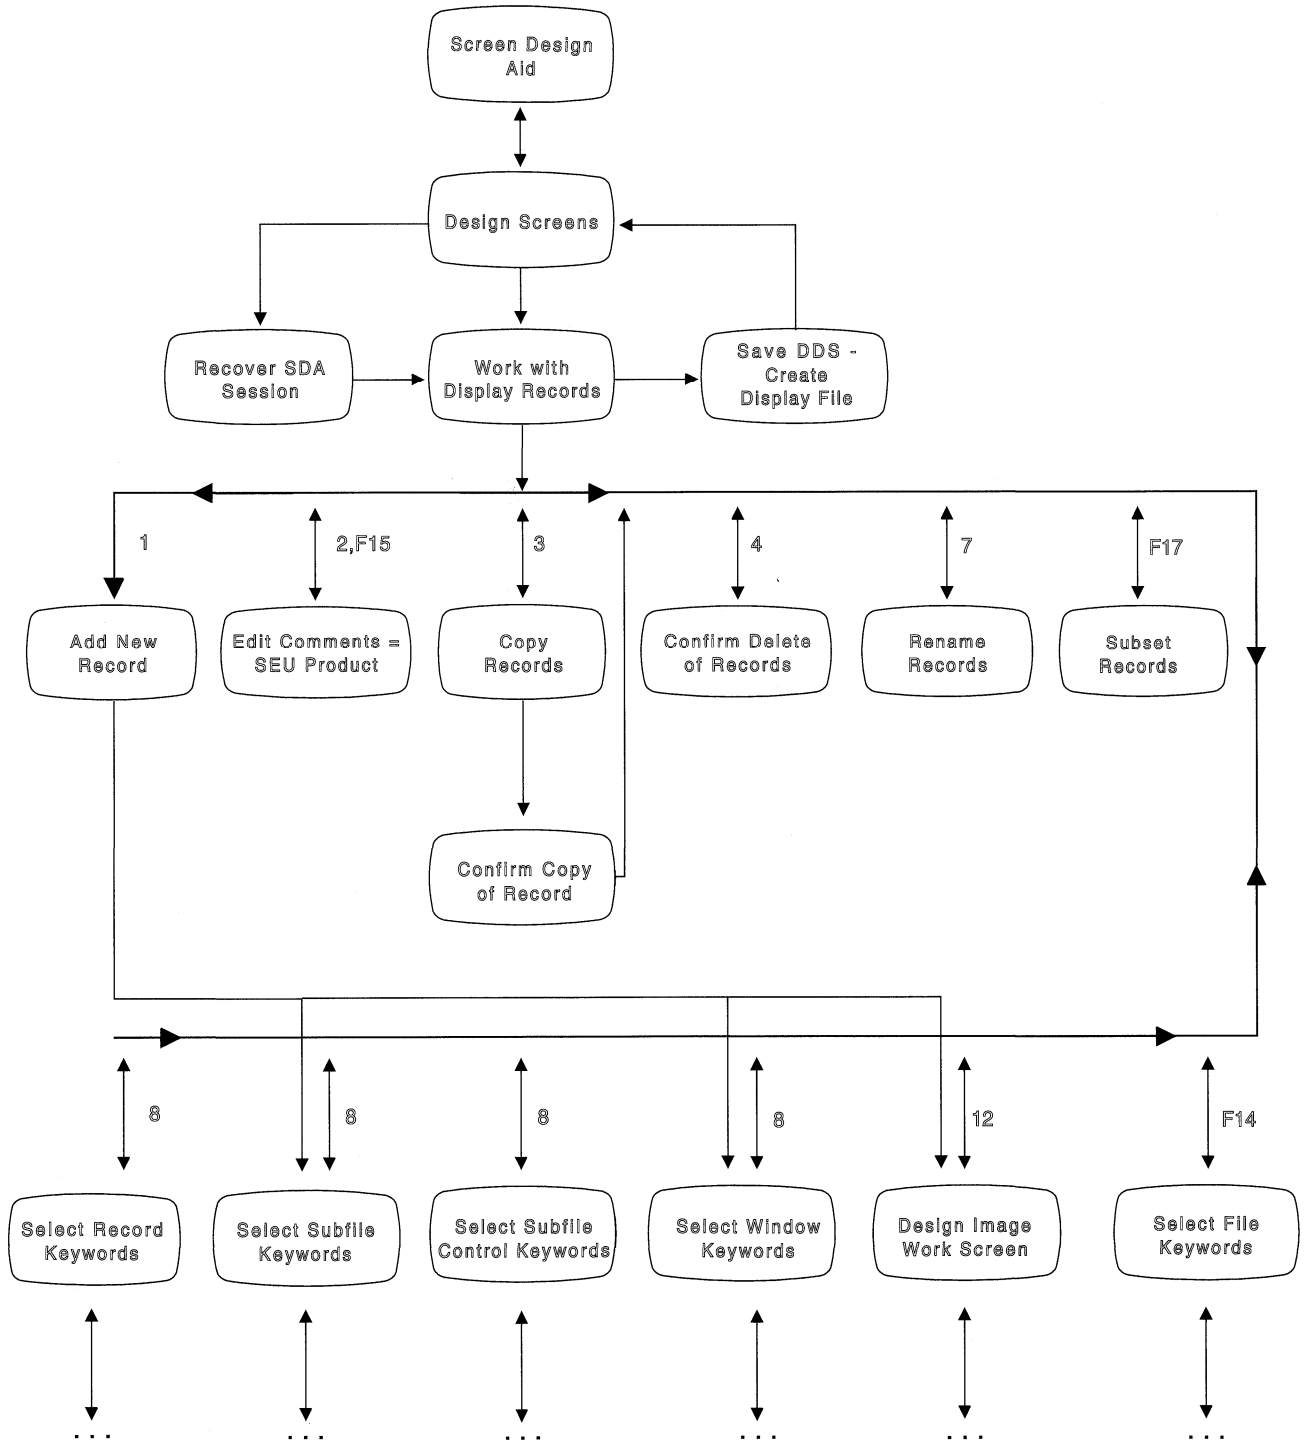 Screen Design
Aid
Design Screens
Recover SDA
Session
Work with
Display Records
Save DDS -
Create
Display File
1
2,F15
3
4
7
F17
Add New
Record
Edit Comments =
SEU Product
Copy
Records
Confirm Delete
of Records
Rename
Records
Subset
Records
Confirm Copy
of Record
8
8
8
8
12
F14
Select Record
Keywords
Select Subfile
Keywords
Select Subfile
Control Keywords
Select Window
Keywords
Design Image
Work Screen
Select File
Keywords
...
...
...
...
...
...